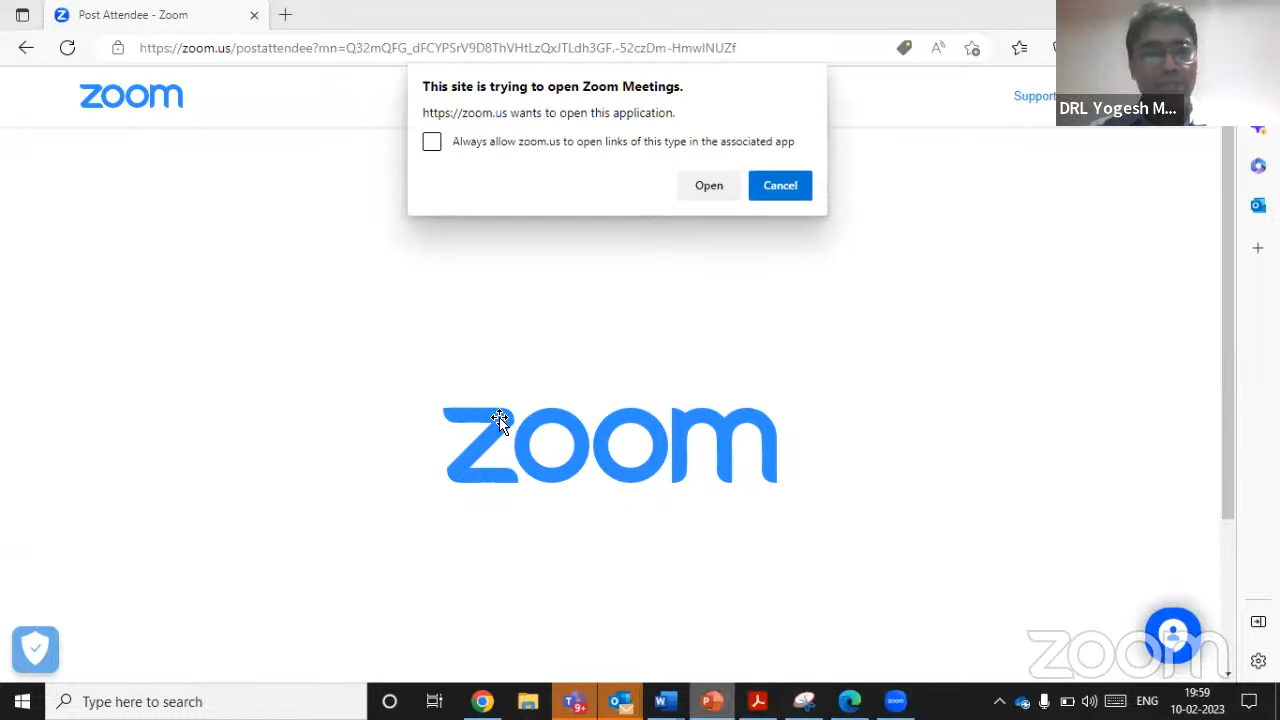 Post Attendee - Zoom
https://zoom.us/postattendee?mn=Q32mQFG_dFCYPSrV9D8ThVHtLzQxJTLdh3GF.-52czDm-HmwINUZf
zoom
Support
DRL Yogesh M...
This site is trying to open Zoom Meetings.
https://zoom.us wants to open this application.
Always allow zoom.us to open links of this type in the associated app
Open
Cancel
zoom
zoom
Type here to search
9+
zoom
ENG
19:59
10-02-2023